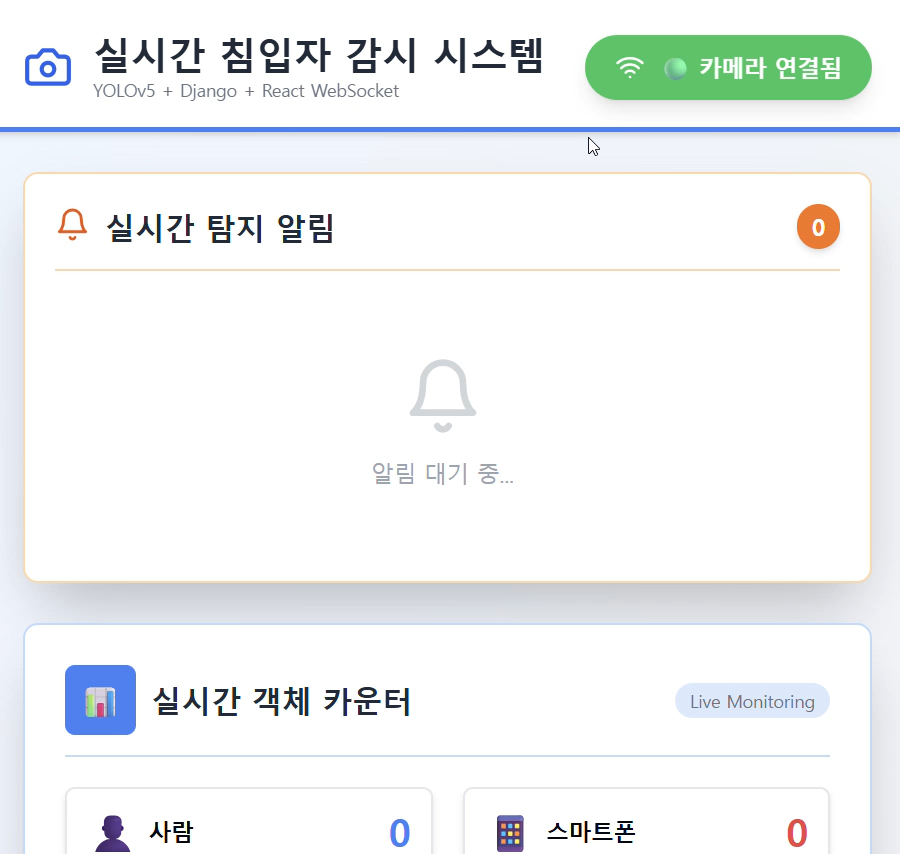 실시간 침입자 감시 시스템
YOLOv5 + Django + React WebSocket
카메라 연결됨
실시간 탐지 알림
0
알림 대기 중...
실시간 객체 카운터
Live Monitoring
사람
0
스마트폰
0